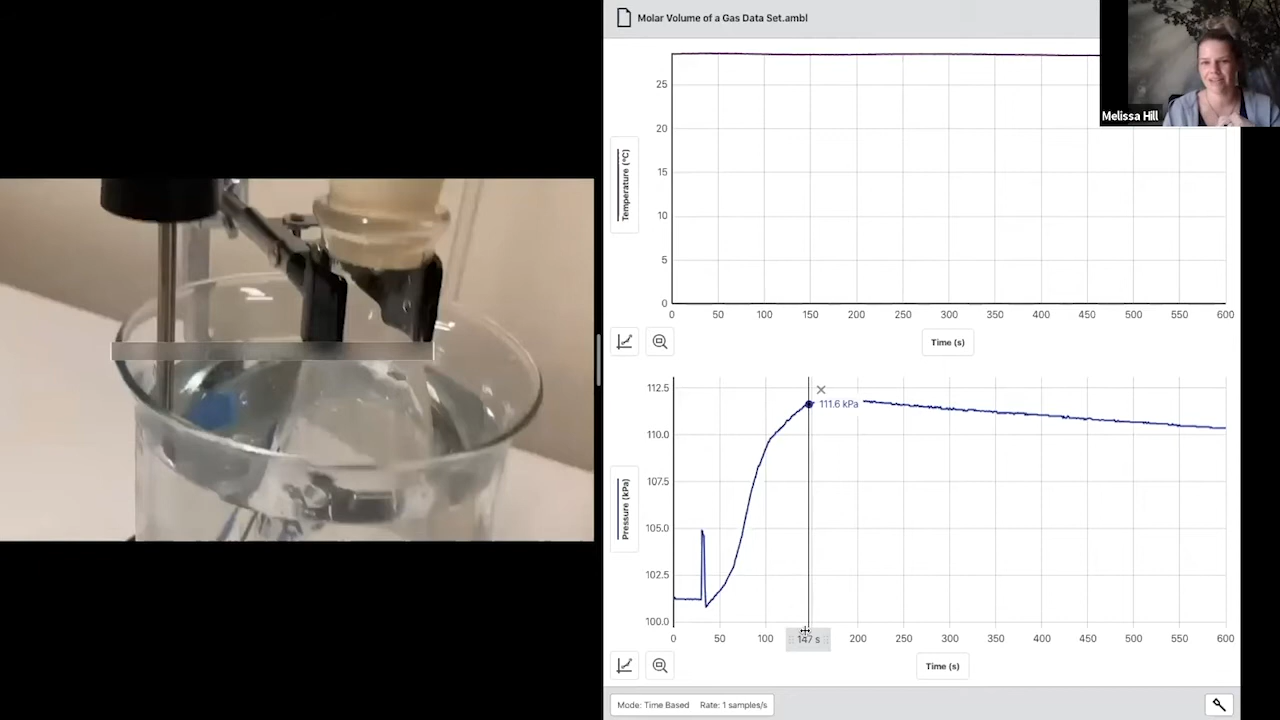 Molar Volume of a Gas Data Set.ambl
Melissa Hill
Temperature (°C)
25
20
15
10
5
0
0 50 100 150 200 250 300 350 400 450 500 550 600
Time (s)
Pressure (kPa)
112.5
110.0
107.5
105.0
102.5
100.0
111.6 kPa
147 s
0 50 100 200 250 300 350 400 450 500 550 600
Time (s)
Mode: Time Based Rate: 1 samples/s